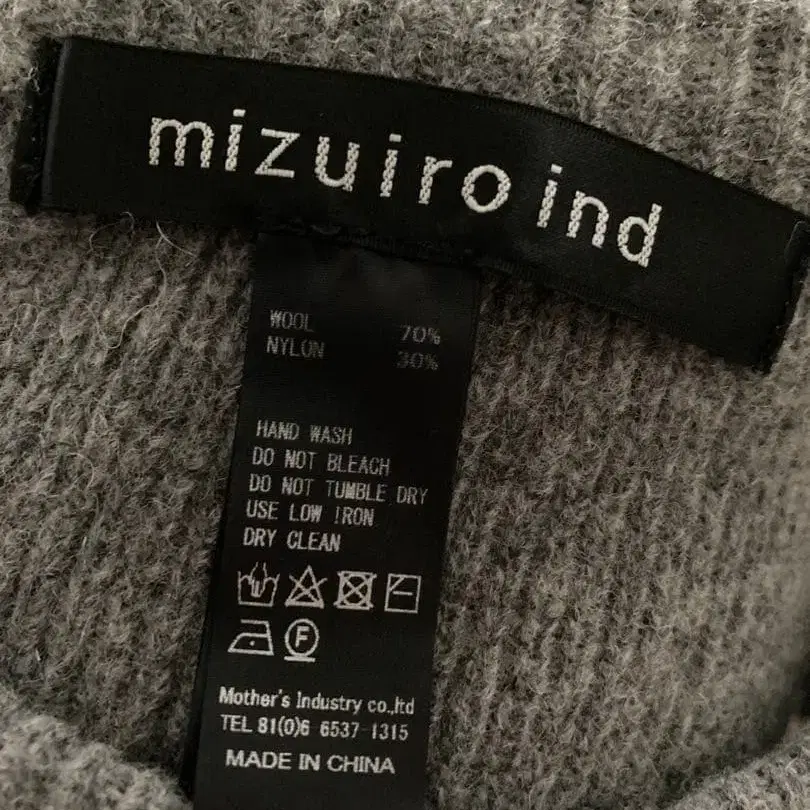 mizuiro ind
WOOL 70%
NYLON 30%
HAND WASH
DO NOT BLEACH
DO NOT TUMBLE DRY
USE LOW IRON
DRY CLEAN
F
Mother's Industry co.,ltd
TEL 81(0)6 6537-1315
MADE IN CHINA